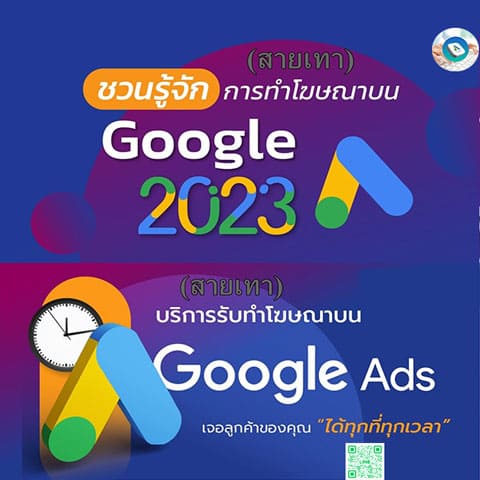 (สายเทา)
ชวนรู้จัก การทำโฆษณาบน
Google
2023
(สายเทา)
บริการรับทำโฆษณาบน
Google Ads
เจอลูกค้าของคุณ "ได้ทุกที่ทุกเวลา"